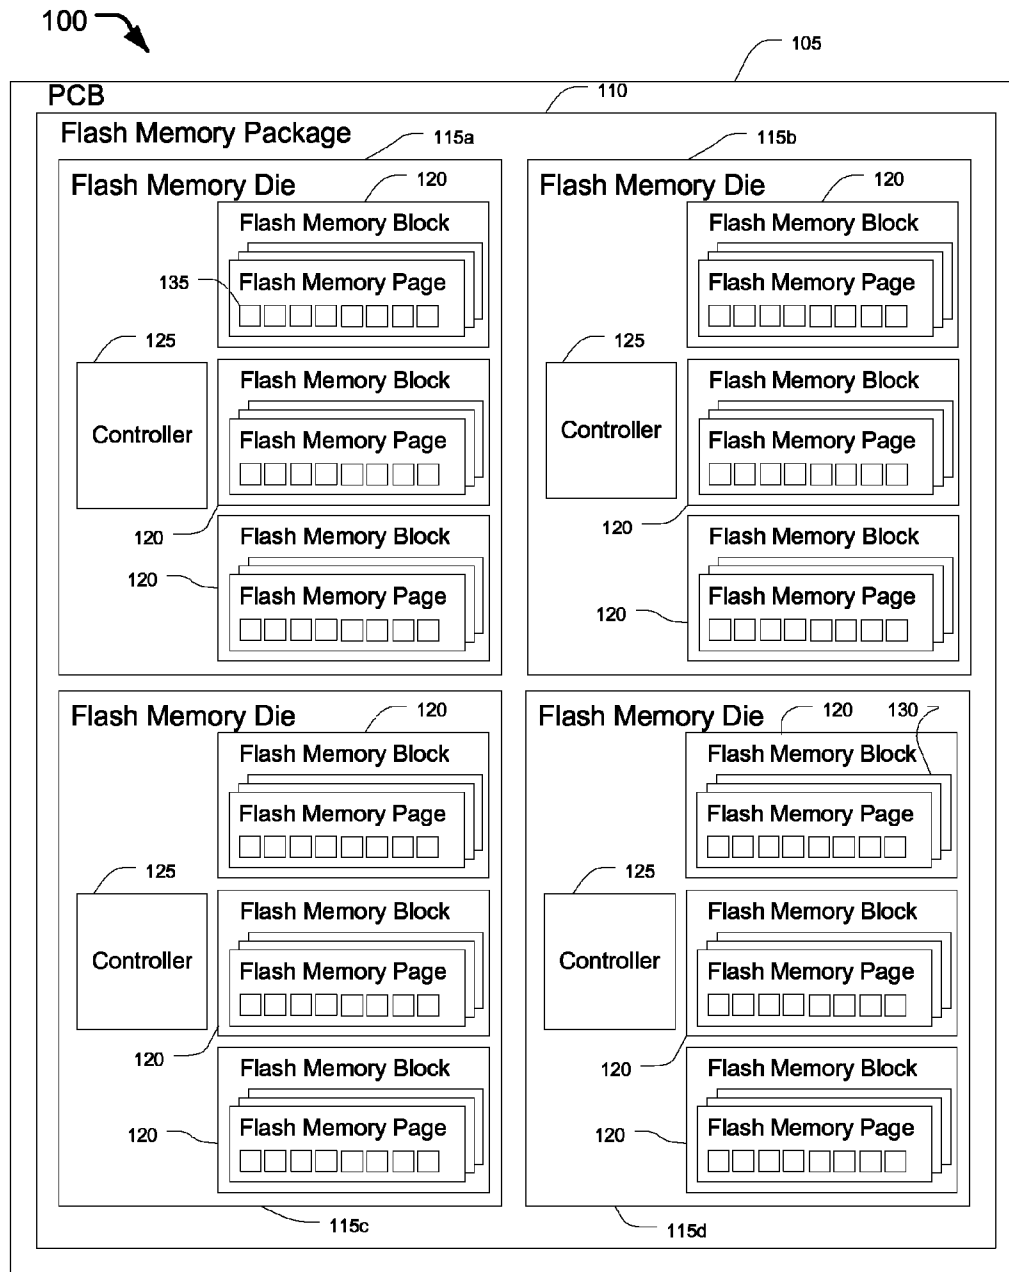 100
105
PCB
110
Flash Memory Package
115a
115b
Flash Memory Die
120
Flash Memory Block
Flash Memory Page
135
125
Controller
Flash Memory Block
Flash Memory Page
120
Flash Memory Block
120
Flash Memory Page
Flash Memory Die
120
Flash Memory Block
Flash Memory Page
125
Controller
Flash Memory Block
Flash Memory Page
120
Flash Memory Block
Flash Memory Page
120
Flash Memory Die
120
Flash Memory Block
Flash Memory Page
125
Controller
Flash Memory Block
Flash Memory Page
120
Flash Memory Block
Flash Memory Page
120
115c
Flash Memory Die
120
130
Flash Memory Block
Flash Memory Page
125
Controller
Flash Memory Block
Flash Memory Page
120
Flash Memory Block
Flash Memory Page
120
115d